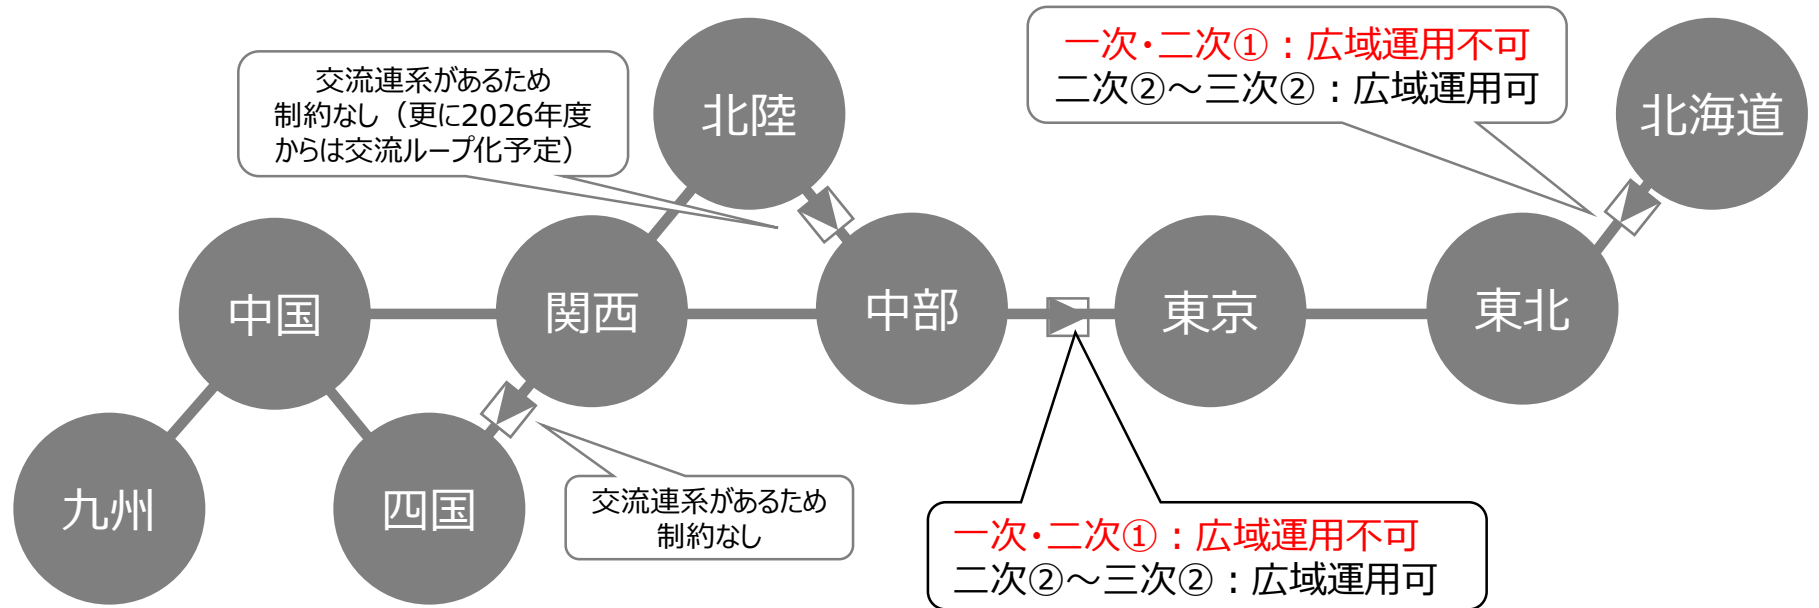 一次・二次①：広域運用不可
二次②～三次②：広域運用可
交流連系があるため
制約なし（更に2026年度
からは交流ループ化予定）
北陸
北海道
中国
関西
中部
東京
東北
九州
四国
交流連系があるため
制約なし
一次・二次①：広域運用不可
二次②～三次②：広域運用可